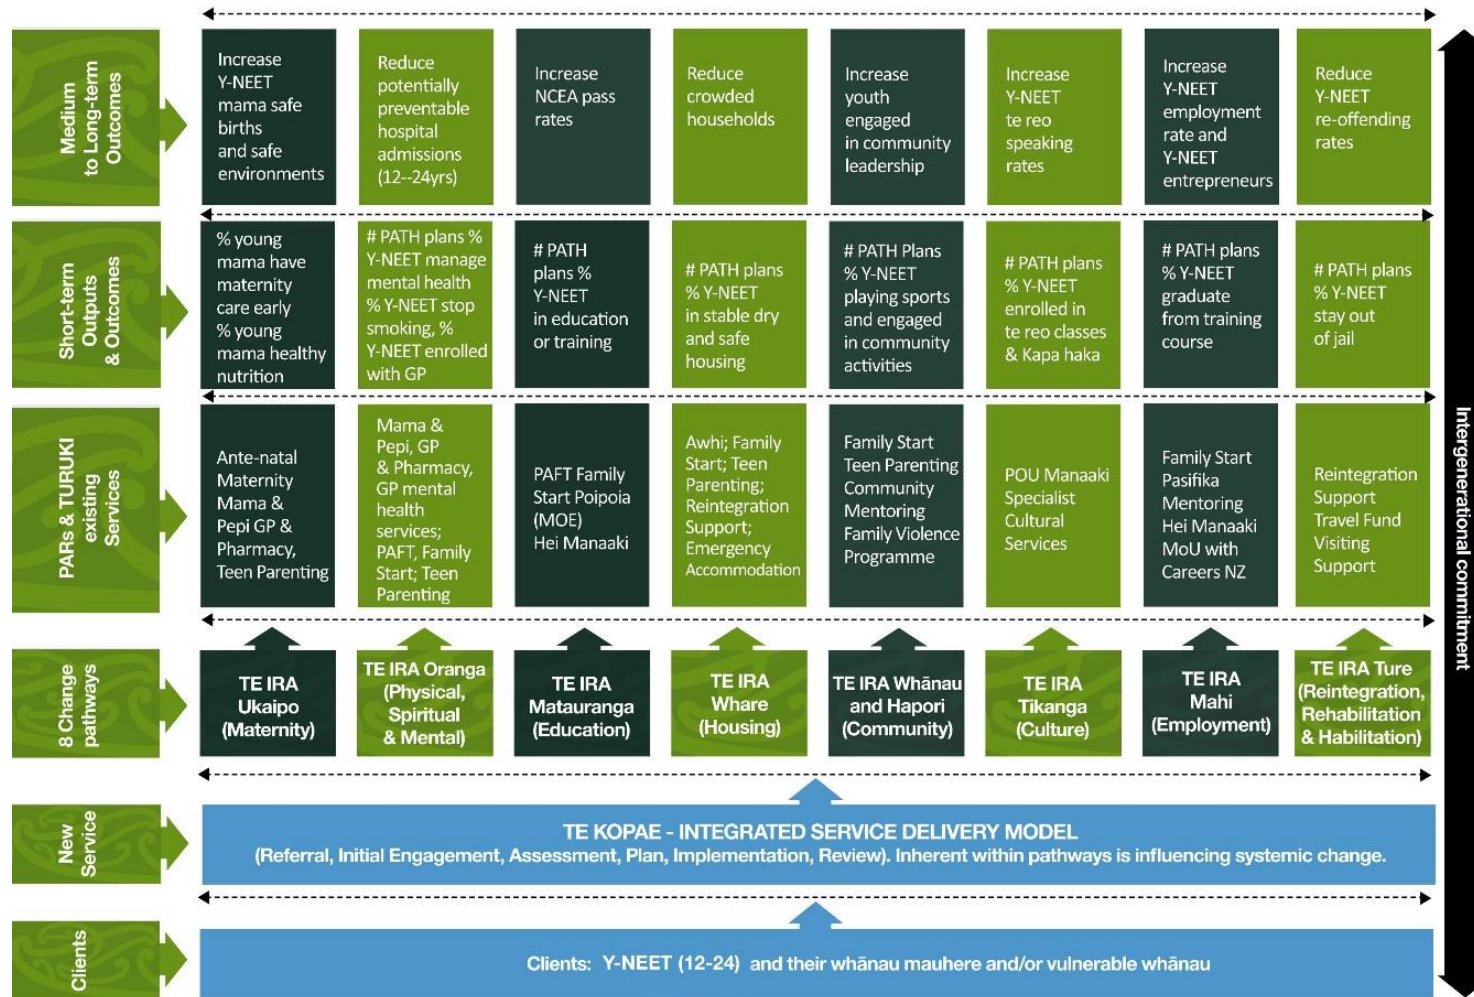 Medium
to Long-term
Outcomes
Increase
Y-NEET
mama safe
births
and safe
environments
Reduce
potentially
preventable
hospital
admissions
(12--24yrs)
Increase
NCEA pass
rates
Reduce
crowded
households
Increase
youth
engaged
in community
leadership
Increase
Y-NEET
te reo
speaking
rates
Increase
Y-NEET
employment
rate and
Y-NEET
entrepreneurs
Reduce
Y-NEET
re-offending
rates
Short-term
Outputs
& Outcomes
% young
mama have
maternity
care early
% young
mama healthy
nutrition
# PATH plans %
Y-NEET manage
mental health
% Y-NEET stop
smoking, %
Y-NEET enrolled
with GP
# PATH
plans %
Y-NEET
in education
or training
# PATH plans
% Y-NEET
in stable dry
and safe
housing
# PATH Plans
% Y-NEET
playing sports
and engaged
in community
activities
# PATH plans
% Y-NEET
enrolled in
te reo classes
& Kapa haka
# PATH plans
% Y-NEET
graduate
from training
course
# PATH plans
% Y-NEET
stay out
of jail
PARs & TURUKI
existing
Services
Ante-natal
Maternity
Mama &
Pepi GP &
Pharmacy,
Teen Parenting
Mama &
Pepi, GP
& Pharmacy,
GP mental
health
services;
PAFT, Family
Start; Teen
Parenting
PAFT Family
Start Poipoia
(MOE)
Hei Manaaki
Awhi; Family
Start; Teen
Parenting;
Reintegration
Support;
Emergency
Accommodation
Family Start
Teen Parenting
Community
Mentoring
Family Violence
Programme
POU Manaaki
Specialist
Cultural
Services
Family Start
Pasifika
Mentoring
Hei Manaaki
MoU with
Careers NZ
Reintegration
Support
Travel Fund
Visiting
Support
8 Change
pathways
TE IRA
Ukaipo
(Maternity)
TE IRA Oranga
(Physical,
Spiritual
& Mental)
TE IRA
Matauranga
(Education)
TE IRA
Whare
(Housing)
TE IRA Whānau
and Hapori
(Community)
TE IRA
Tikanga
(Culture)
TE IRA
Mahi
(Employment)
TE IRA Ture
(Reintegration,
Rehabilitation
& Habilitation)
New
Service
TE KOPAE - INTEGRATED SERVICE DELIVERY MODEL
(Referral, Initial Engagement, Assessment, Plan, Implementation, Review). Inherent within pathways is influencing systemic change.
Clients
Clients: Y-NEET (12-24) and their whānau mauhere and/or vulnerable whānau
Intergenerational commitment